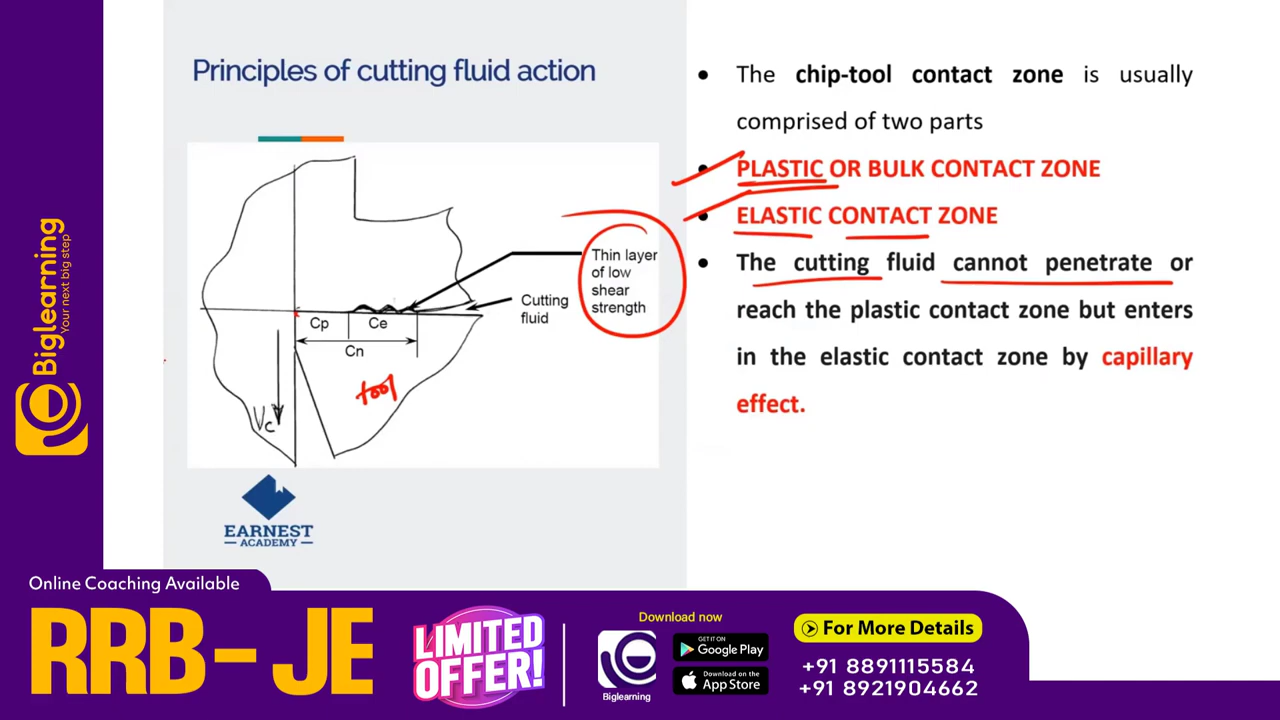 Principles of cutting fluid action
Thin layer
of low
shear
strength
Cutting
fluid
Cp
Ce
Cn
tool
Vc
EARNEST
ACADEMY
• The chip-tool contact zone is usually
comprised of two parts
• PLASTIC OR BULK CONTACT ZONE
• ELASTIC CONTACT ZONE
• The cutting fluid cannot penetrate or
reach the plastic contact zone but enters
in the elastic contact zone by capillary
effect.
Biglearning
Your next big step
Online Coaching Available
RRB - JE
LIMITED
OFFER!
Download now
Biglearning
GET IT ON
Google Play
Download on the
App Store
For More Details
+91 8891115584
+91 8921904662